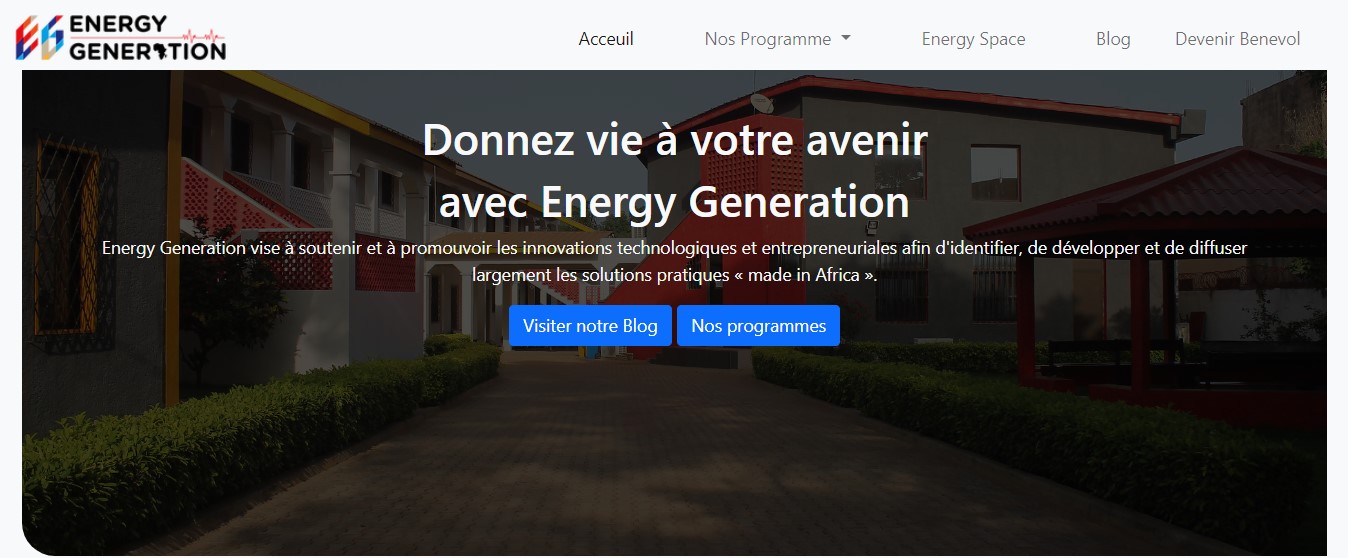 ENERGY
GENERATION
Acceuil
Nos Programme
Energy Space
Blog
Devenir Benevol
Donnez vie à votre avenir
avec Energy Generation
Energy Generation vise à soutenir et à promouvoir les innovations technologiques et entrepreneuriales afin d'identifier, de développer et de diffuser
largement les solutions pratiques « made in Africa ».
Visiter notre Blog
Nos programmes